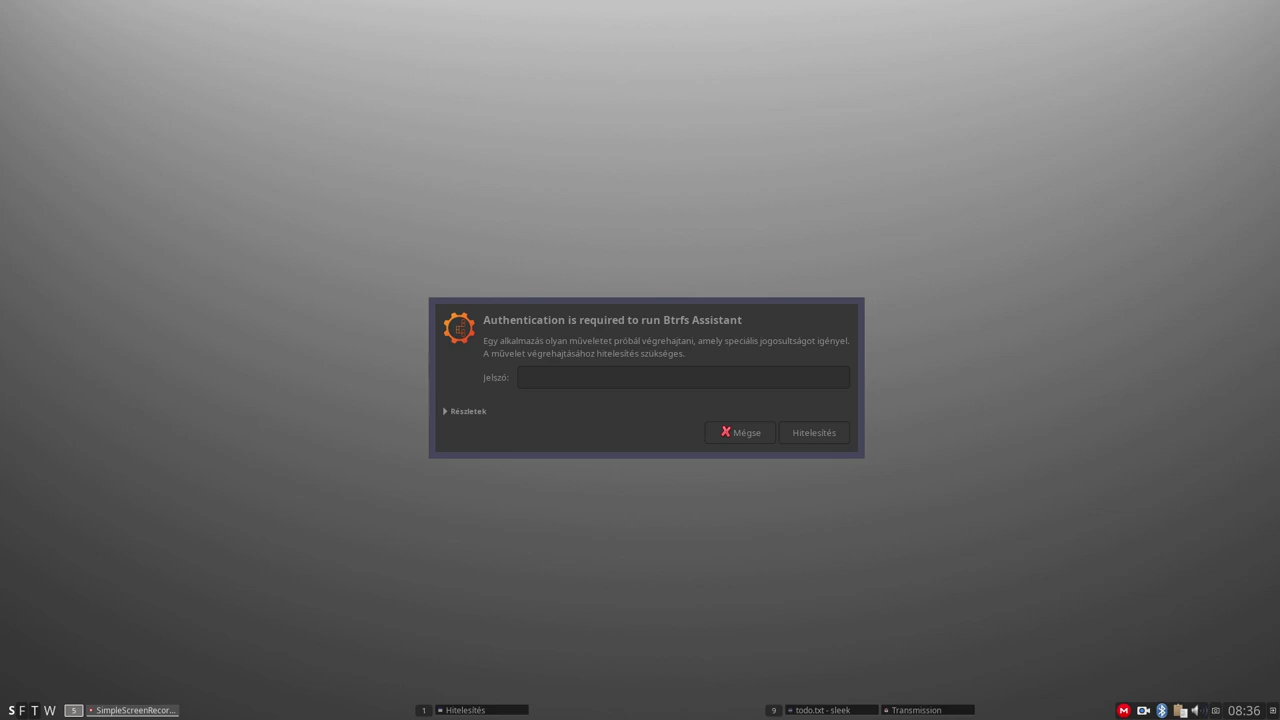 Authentication is required to run Btrfs Assistant
Egy alkalmazás olyan műveletet próbál végrehajtani, amely speciális jogosultságot igényel.
A művelet végrehajtásához hitelesítés szükséges.
Jelszó:
Részletek
Mégse
Hitelesítés
S F T W
5
SimpleScreenRecor...
1
Hitelesítés
9
todo.txt - sleek
Transmission
M
08:36